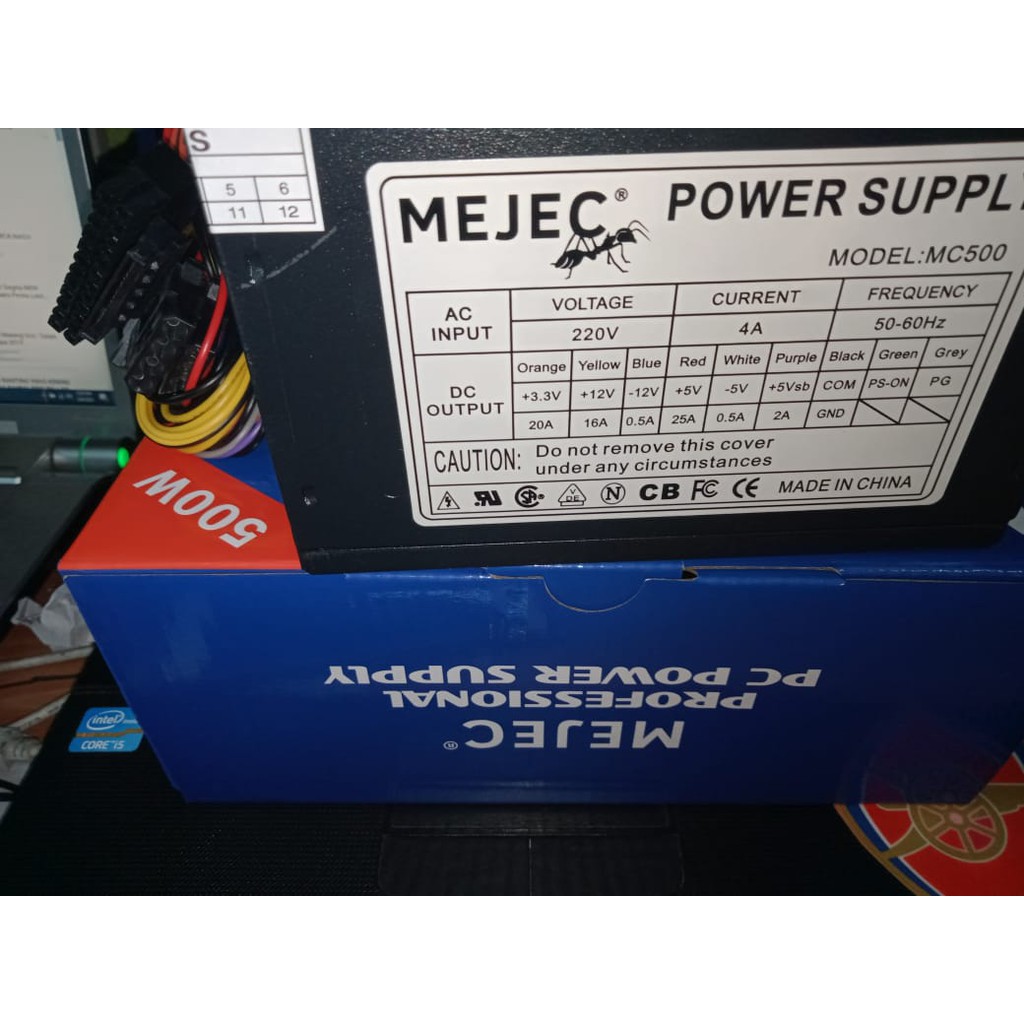 S
5 6
11 12
MEJEC® POWER SUPPLY
MODEL:MC500
AC INPUT VOLTAGE CURRENT FREQUENCY
220V 4A 50-60Hz
DC OUTPUT Orange Yellow Blue Red White Purple Black Green Grey
+3.3V +12V -12V +5V -5V +5Vsb COM PS-ON PG
20A 16A 0.5A 25A 0.5A 2A GND
CAUTION: Do not remove this cover
under any circumstances
CB FC CE MADE IN CHINA
500W
MEJEC®
PROFESSIONAL
PC POWER SUPPLY
intel
CORE™ i5